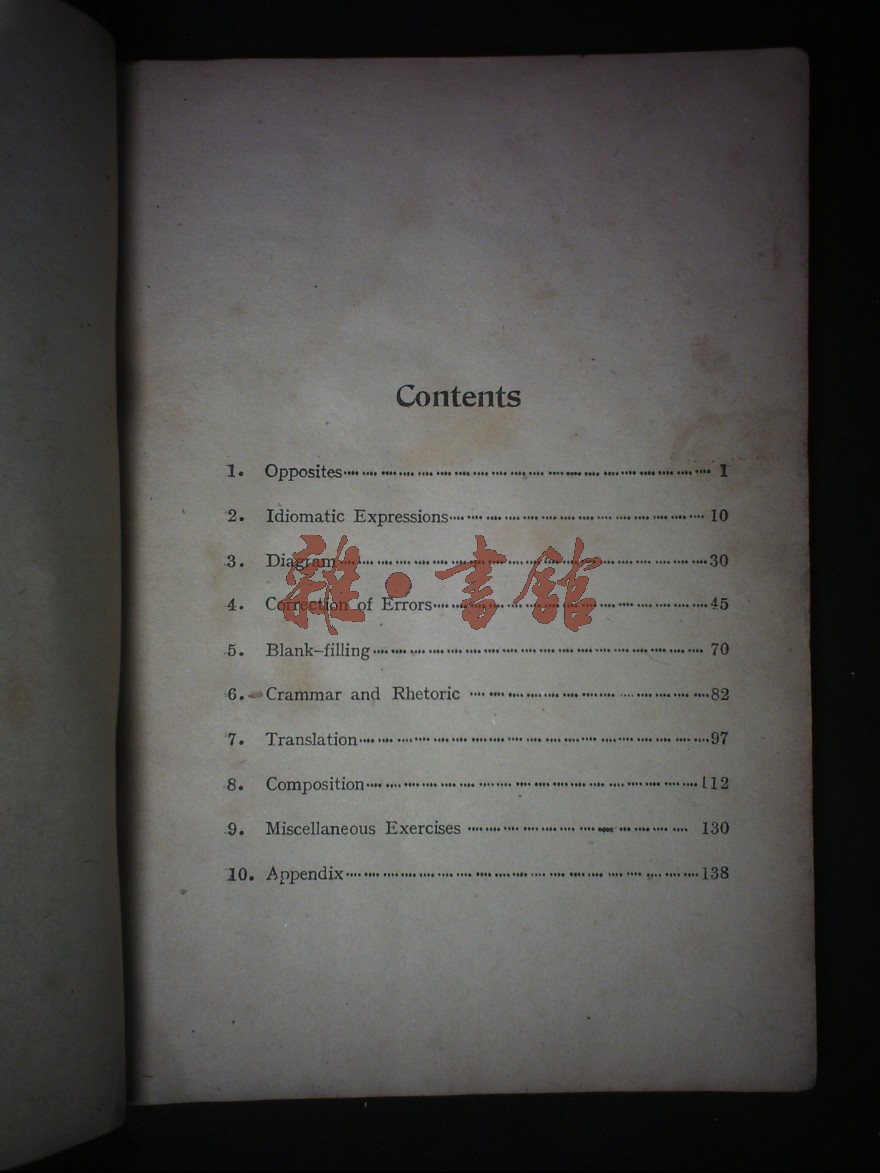 Contents
1. Opposites 1
2. Idiomatic Expressions 10
3. Diagram 30
雜·書館
4. Correction of Errors 45
5. Blank-filling 70
6. Crammar and Rhetoric 82
7. Translation 97
8. Composition 112
9. Miscellaneous Exercises 130
10. Appendix 138